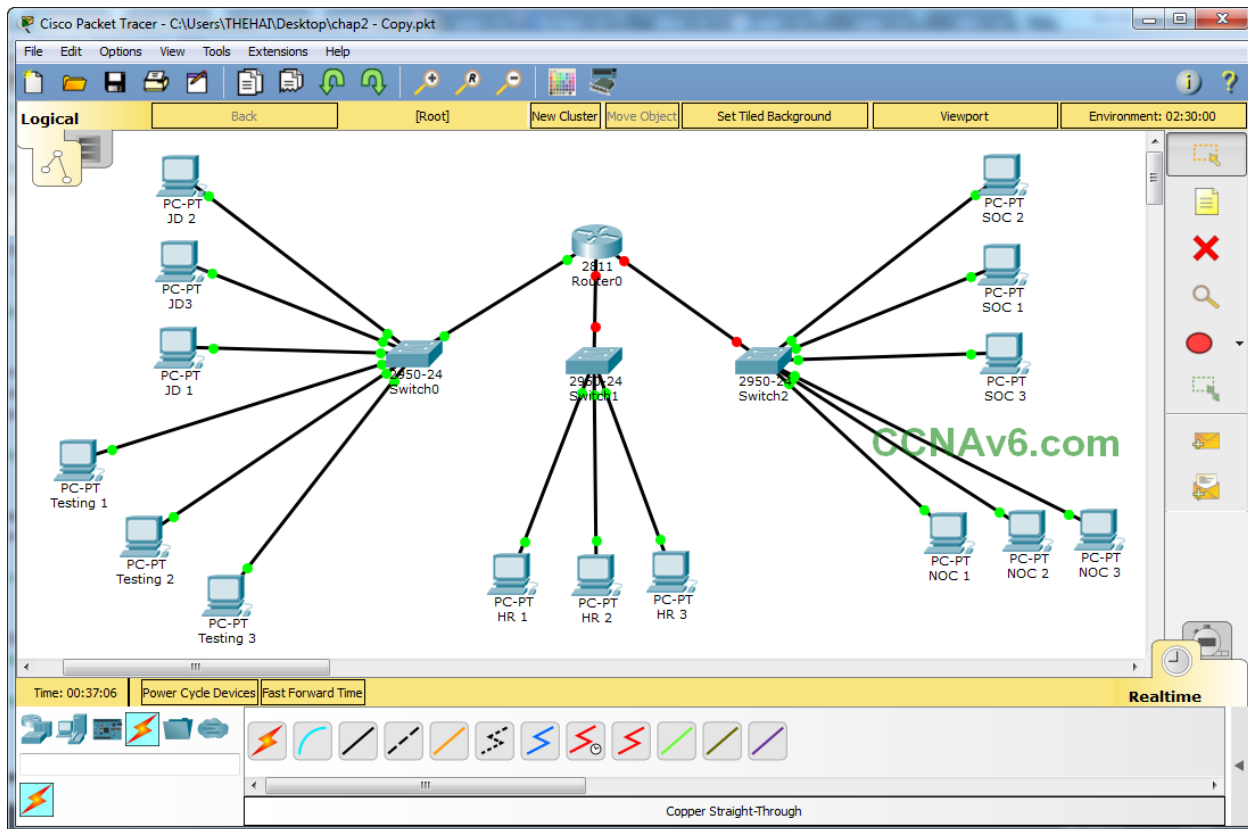 Cisco Packet Tracer - C:\Users\THEHAI\Desktop\chap2 - Copy.pkt
File Edit Options View Tools Extensions Help
Logical
Back
[Root]
New Cluster
Move Object
Set Tiled Background
Viewport
Environment: 02:30:00
PC-PT
JD 2
PC-PT
JD3
PC-PT
JD 1
PC-PT
Testing 1
PC-PT
Testing 2
PC-PT
Testing 3
2950-24
Switch0
2811
Router0
2950-24
Switch1
2950-24
Switch2
PC-PT
HR 1
PC-PT
HR 2
PC-PT
HR 3
PC-PT
SOC 2
PC-PT
SOC 1
PC-PT
SOC 3
CCNAv6.com
PC-PT
NOC 1
PC-PT
NOC 2
PC-PT
NOC 3
Time: 00:37:06
Power Cycle Devices
Fast Forward Time
Realtime
Copper Straight-Through